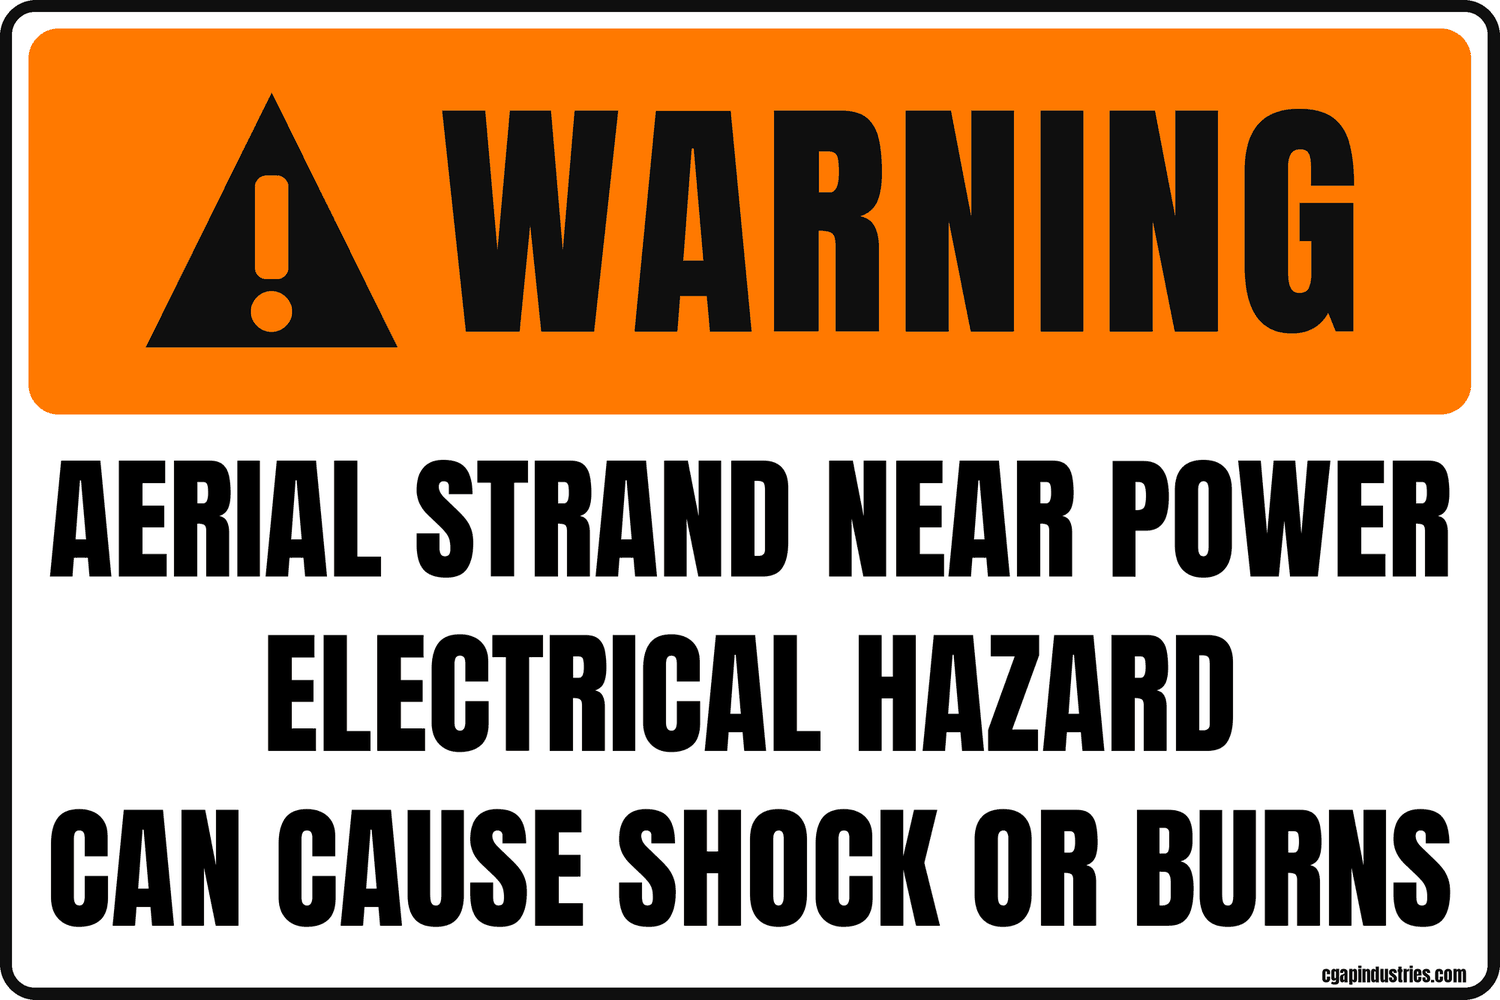 WARNING
AERIAL STRAND NEAR POWER
ELECTRICAL HAZARD
CAN CAUSE SHOCK OR BURNS
cgapindustries.com